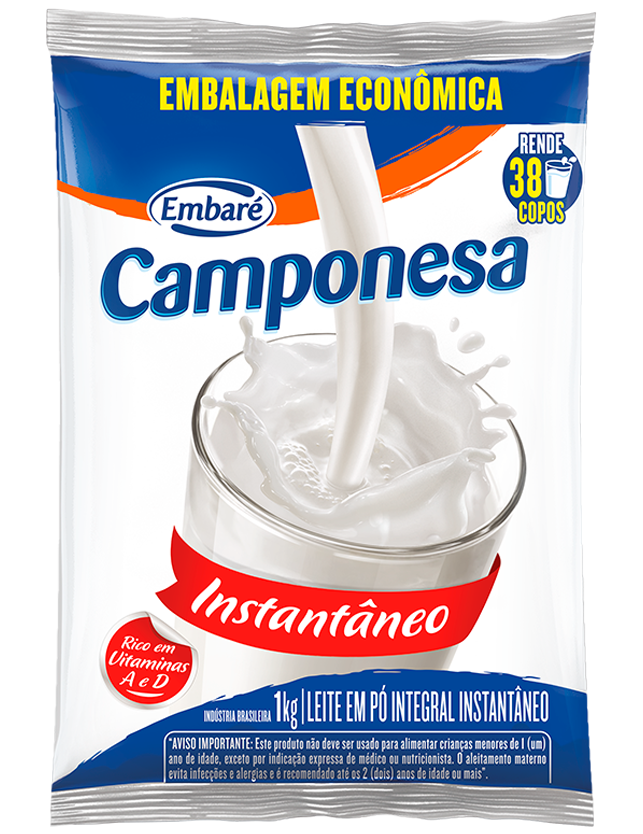 EMBALAGEM ECONÔMICA
RENDE
38
COPOS
Embaré
Camponesa
Instantâneo
Rico em
Vitaminas
A e D
INDÚSTRIA BRASILEIRA 1kg | LEITE EM PÓ INTEGRAL INSTANTÂNEO
"AVISO IMPORTANTE: Este produto não deve ser usado para alimentar crianças menores de 1 (um)
ano de idade, exceto por indicação expressa de médico ou nutricionista. O aleitamento materno
evita infecções e alergias e é recomendado até os 2 (dois) anos de idade ou mais".